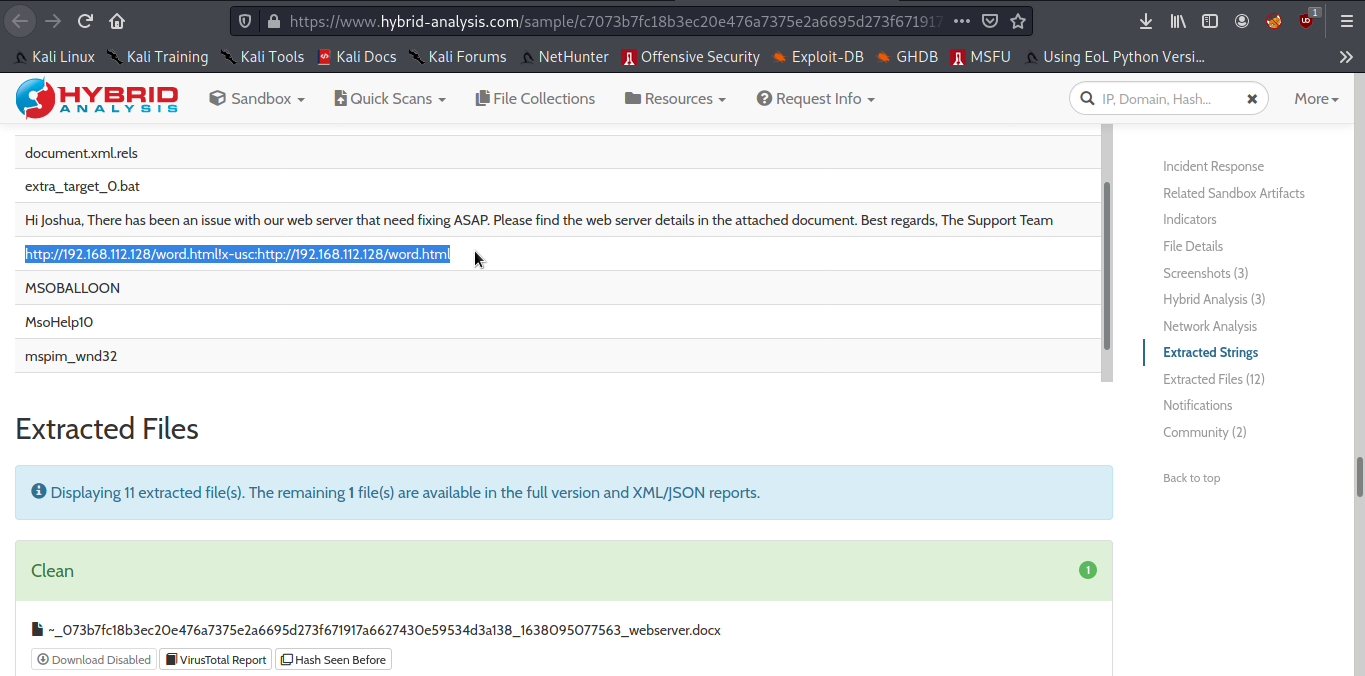 https://www.hybrid-analysis.com/sample/c7073b7fc18b3ec20e476a7375e2a6695d273f671917
1
Kali Linux Kali Training Kali Tools Kali Docs Kali Forums NetHunter Offensive Security Exploit-DB GHDB MSFU Using EoL Python Versi...
HYBRID
ANALYSIS
Sandbox Quick Scans File Collections Resources Request Info IP, Domain, Hash... More
document.xml.rels
extra_target_0.bat
Hi Joshua, There has been an issue with our web server that need fixing ASAP. Please find the web server details in the attached document. Best regards, The Support Team
http://192.168.112.128/word.html!x-usc:http://192.168.112.128/word.html
MSOBALLOON
MsoHelp10
mspim_wnd32
Incident Response
Related Sandbox Artifacts
Indicators
File Details
Screenshots (3)
Hybrid Analysis (3)
Network Analysis
Extracted Strings
Extracted Files (12)
Notifications
Community (2)
Back to top
Extracted Files
Displaying 11 extracted file(s). The remaining 1 file(s) are available in the full version and XML/JSON reports.
Clean 1
~_073b7fc18b3ec20e476a7375e2a6695d273f671917a6627430e59534d3a138_1638095077563_webserver.docx
Download Disabled VirusTotal Report Hash Seen Before